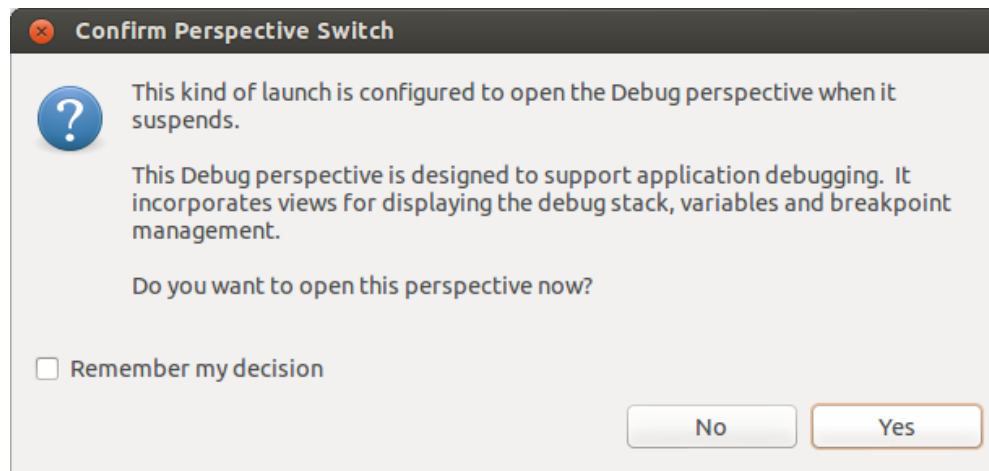 Confirm Perspective Switch
This kind of launch is configured to open the Debug perspective when it
suspends.
This Debug perspective is designed to support application debugging.  It
incorporates views for displaying the debug stack, variables and breakpoint
management.
Do you want to open this perspective now?
Remember my decision
No Yes